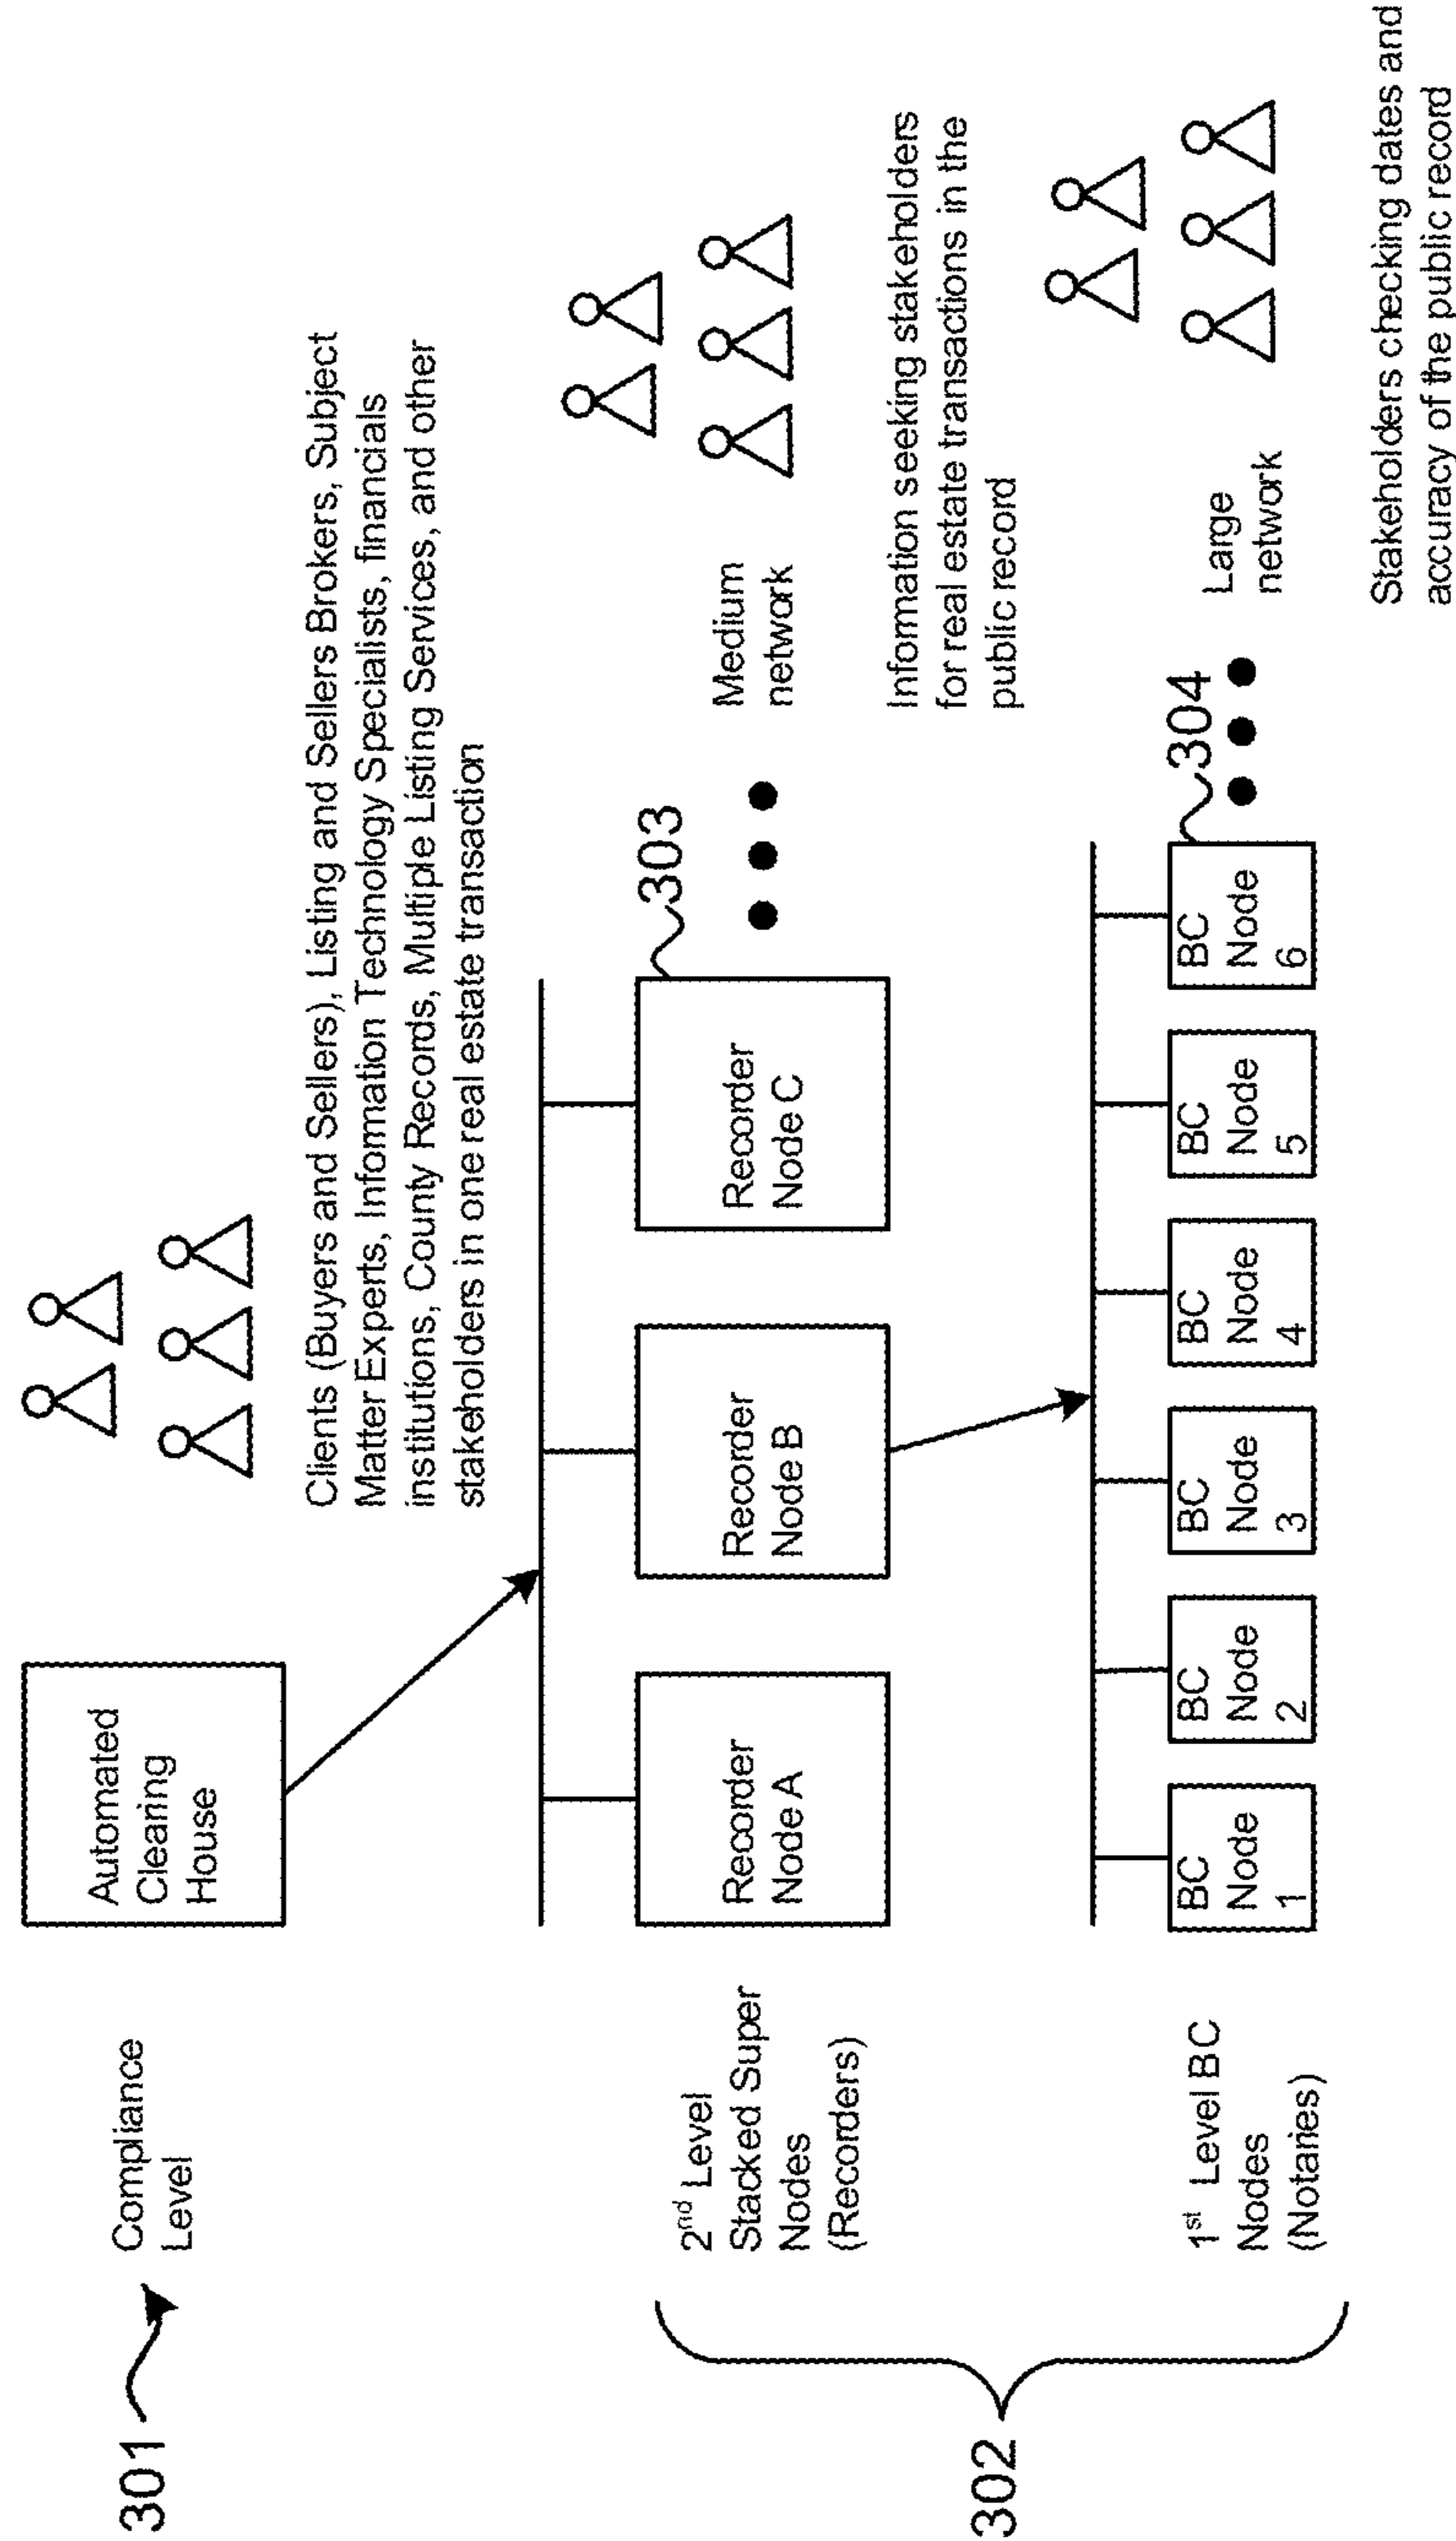 301
Compliance
Level
Automated
Clearing
House
Clients (Buyers and Sellers), Listing and Sellers Brokers, Subject
Matter Experts, Information Technology Specialists, financials
institutions, County Records, Multiple Listing Services, and other
stakeholders in one real estate transaction
302
2nd Level
Stacked Super
Nodes
(Recorders)
Recorder
Node A
Recorder
Node B
Recorder
Node C
303
Medium
network
Information seeking stakeholders
for real estate transactions in the
public record
1st Level BC
Nodes
(Notaries)
BC
Node
1
BC
Node
2
BC
Node
3
BC
Node
4
BC
Node
5
BC
Node
6
304
Large
network
Stakeholders checking dates and
accuracy of the public record